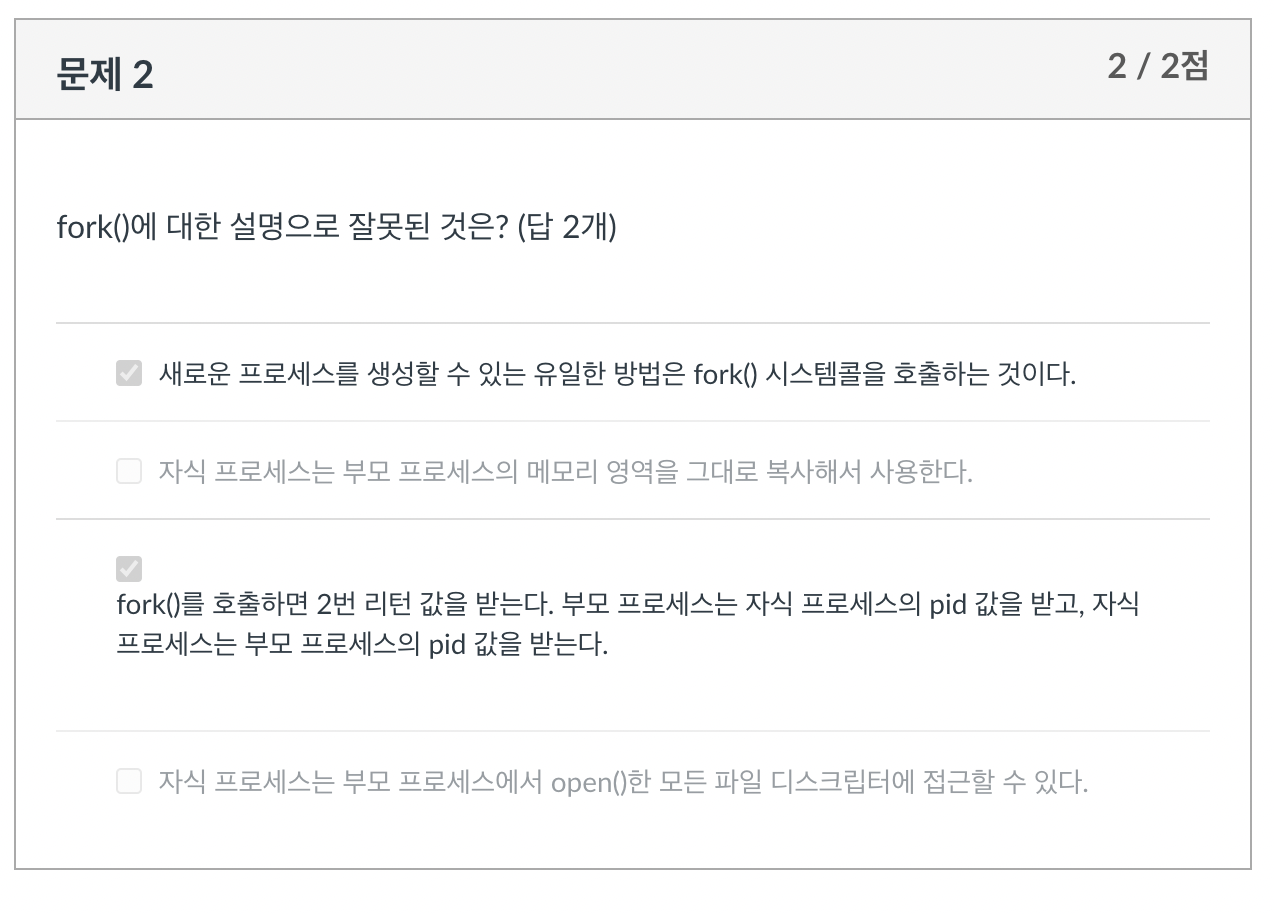 문제 2
2 / 2점
fork()에 대한 설명으로 잘못된 것은? (답 2개)
새로운 프로세스를 생성할 수 있는 유일한 방법은 fork() 시스템콜을 호출하는 것이다.
자식 프로세스는 부모 프로세스의 메모리 영역을 그대로 복사해서 사용한다.
fork()를 호출하면 2번 리턴 값을 받는다. 부모 프로세스는 자식 프로세스의 pid 값을 받고, 자식
프로세스는 부모 프로세스의 pid 값을 받는다.
자식 프로세스는 부모 프로세스에서 open()한 모든 파일 디스크립터에 접근할 수 있다.